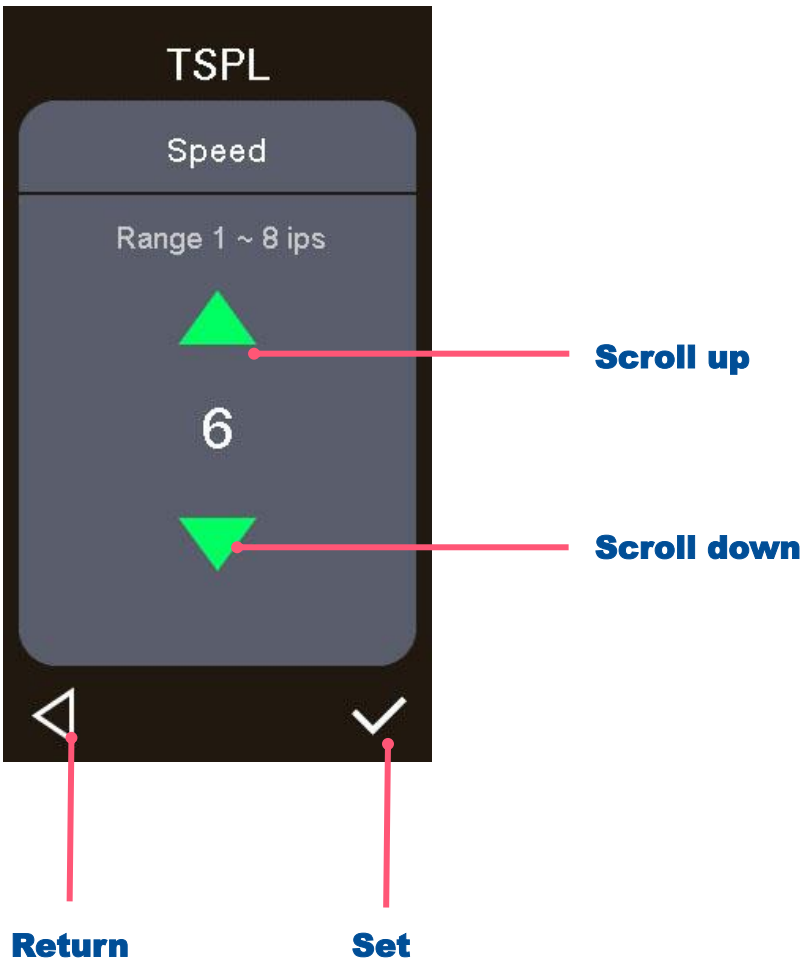 TSPL
Speed
Range 1 ~ 8 ips
Scroll up
6
Scroll down
Return
Set